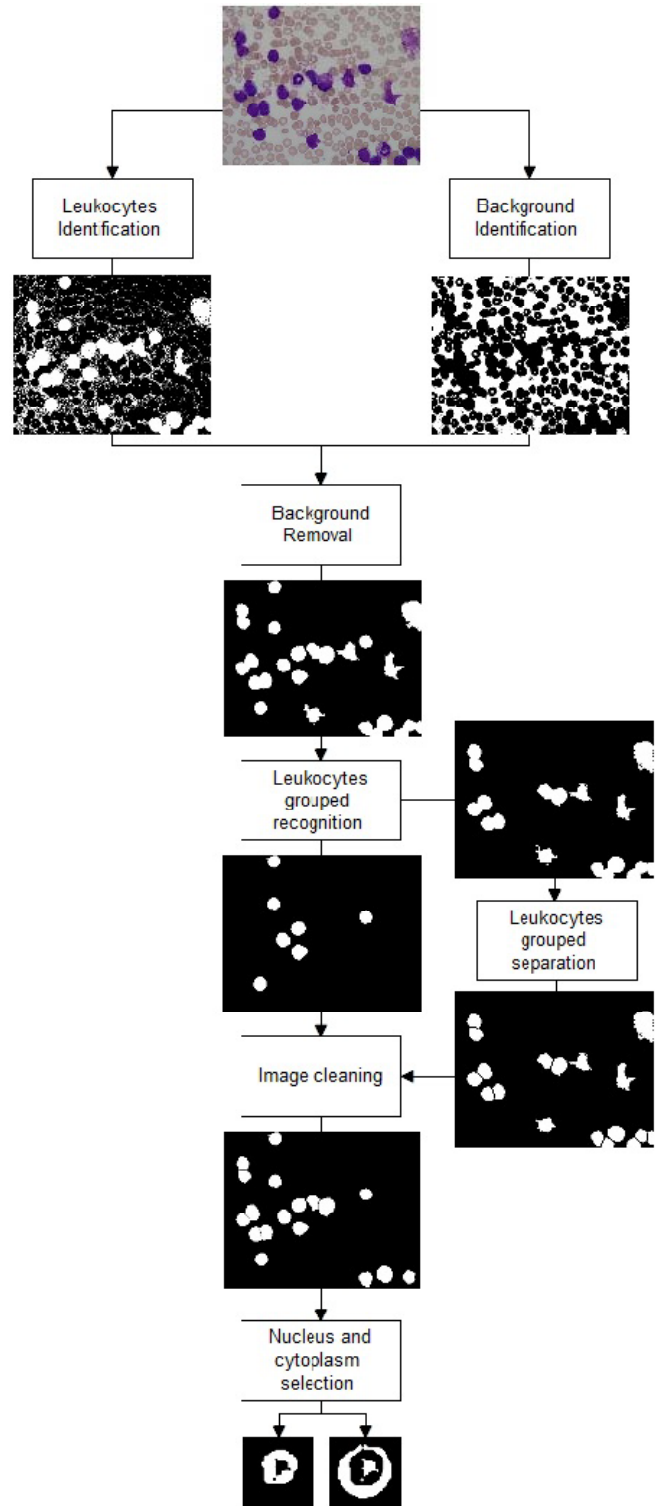 Leukocytes
Identification
Background
Identification
Background
Removal
Leukocytes
grouped
recognition
Leukocytes
grouped
separation
Image cleaning
Nucleus and
cytoplasm
selection